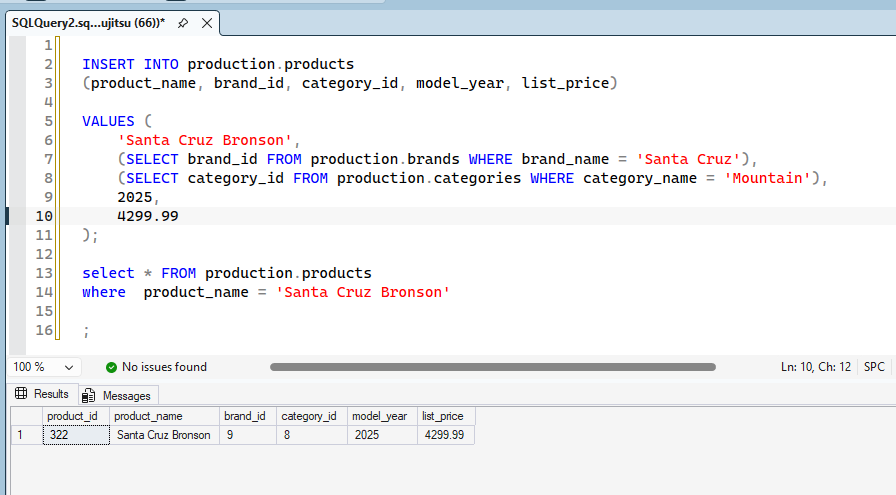 SQLQuery2.sq...ujitsu (66))*
1
2 INSERT INTO production.products
3 (product_name, brand_id, category_id, model_year, list_price)
4
5 VALUES (
6 'Santa Cruz Bronson',
7 (SELECT brand_id FROM production.brands WHERE brand_name = 'Santa Cruz'),
8 (SELECT category_id FROM production.categories WHERE category_name = 'Mountain'),
9 2025,
10 4299.99
11 );
12
13 select * FROM production.products
14 where  product_name = 'Santa Cruz Bronson'
15
16 ;
100 % No issues found Ln: 10, Ch: 12 SPC
Results Messages
product_id product_name brand_id category_id model_year list_price
1 322 Santa Cruz Bronson 9 8 2025 4299.99